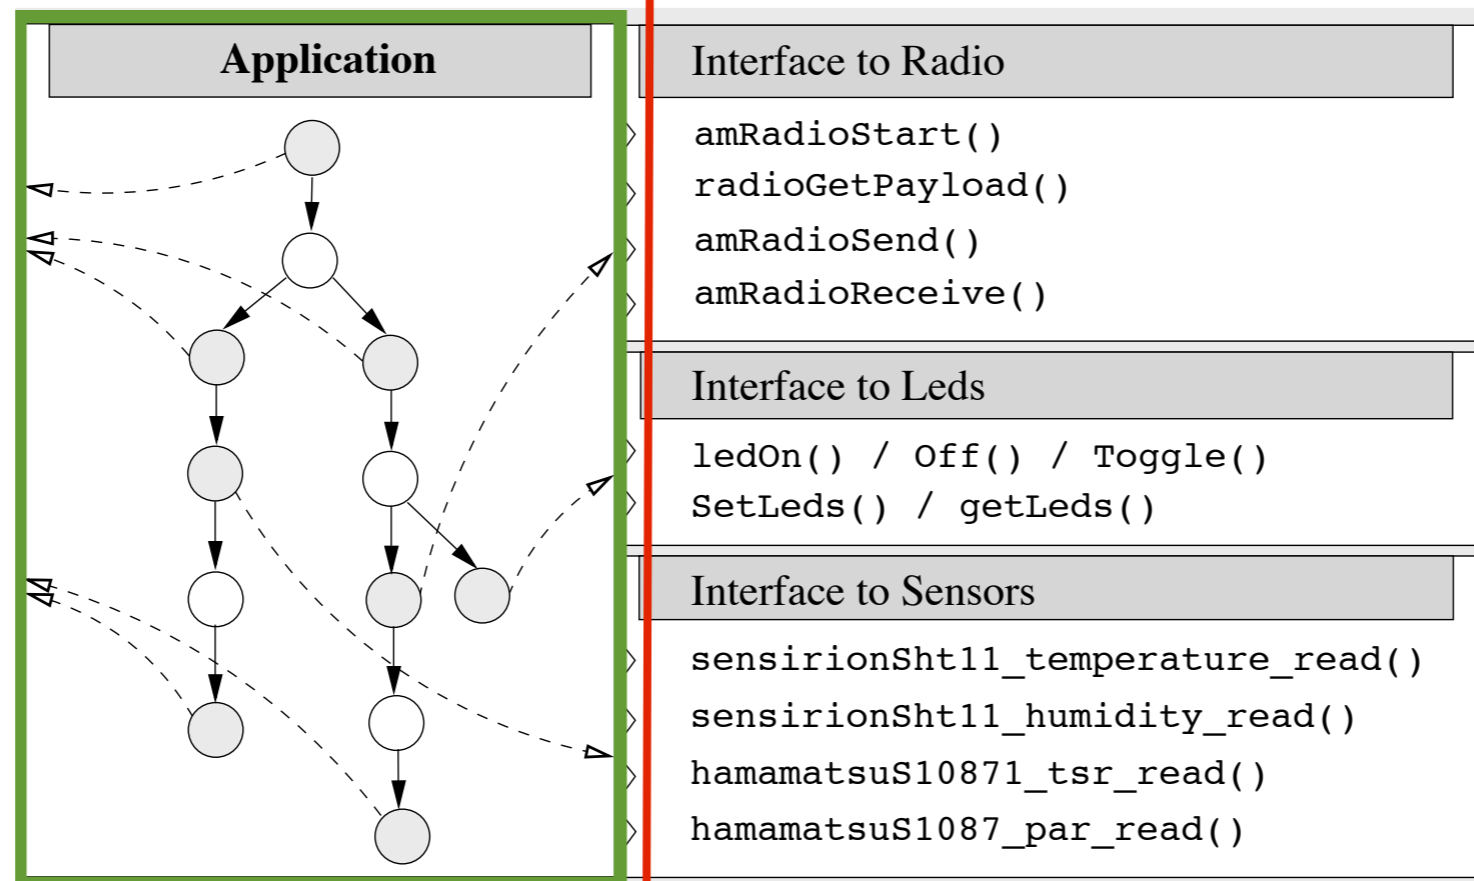 Application
Interface to Radio
amRadioStart()
radioGetPayload()
amRadioSend()
amRadioReceive()
Interface to Leds
ledOn() / Off() / Toggle()
SetLeds() / getLeds()
Interface to Sensors
sensirionSht11_temperature_read()
sensirionSht11_humidity_read()
hamamatsuS10871_tsr_read()
hamamatsuS1087_par_read()